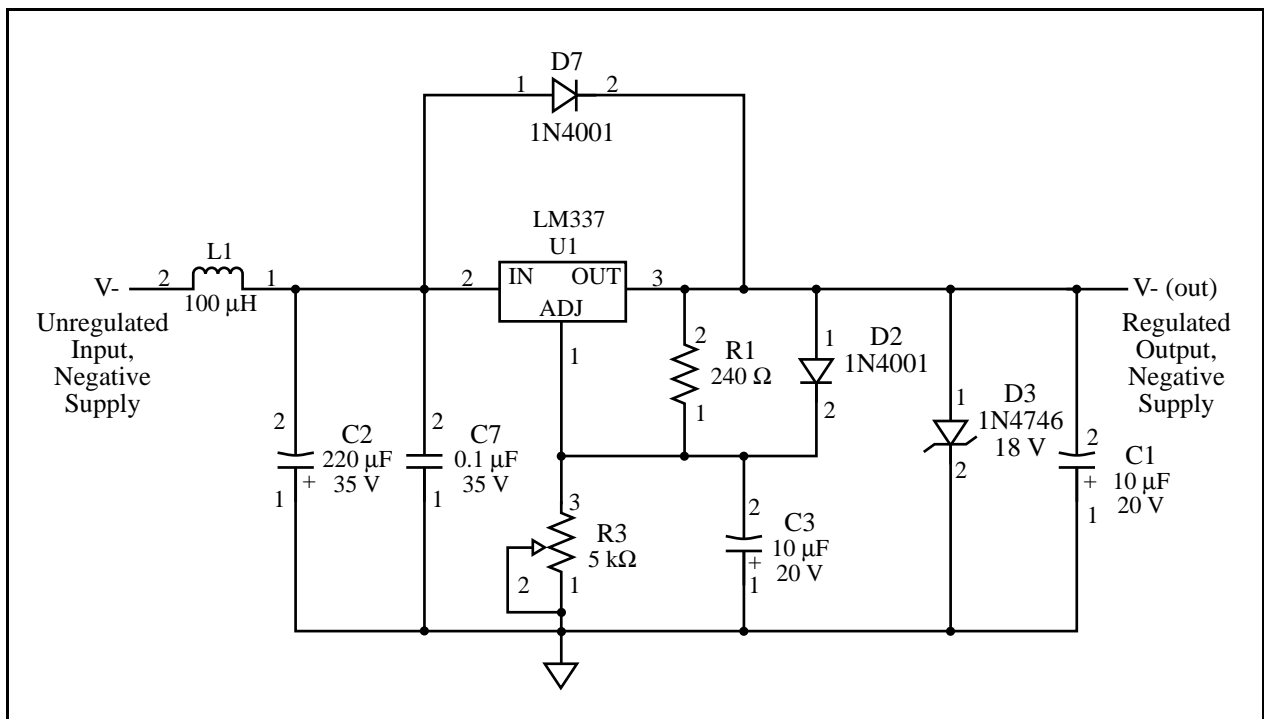 D7
1 2
1N4001
LM337
U1
L1
V- 2 1 2 IN OUT 3 V- (out)
100 µH
ADJ
Unregulated
Input,
Negative
Supply
Regulated
Output,
Negative
Supply
1
2
R1
240 Ω
1
1
D2
1N4001
2
1
D3
1N4746
18 V
2
2
C2
220 µF
35 V
+
1
2
C7
0.1 µF
35 V
1
3
R3
5 kΩ
2 1
2
C3
10 µF
20 V
+
1
2
C1
10 µF
20 V
+
1